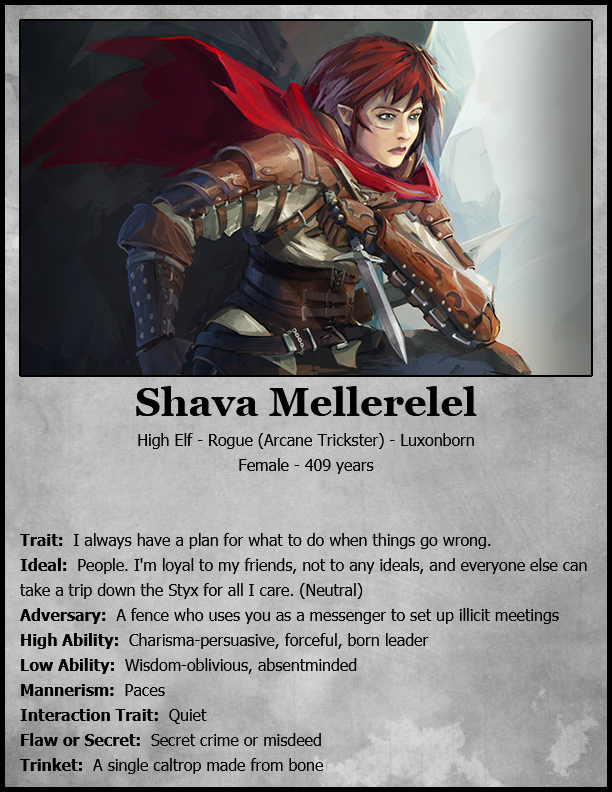 Shava Mellerelel
High Elf - Rogue (Arcane Trickster) - Luxonborn
Female - 409 years
Trait: I always have a plan for what to do when things go wrong.
Ideal: People. I'm loyal to my friends, not to any ideals, and everyone else can
take a trip down the Styx for all I care. (Neutral)
Adversary: A fence who uses you as a messenger to set up illicit meetings
High Ability: Charisma-persuasive, forceful, born leader
Low Ability: Wisdom-oblivious, absentminded
Mannerism: Paces
Interaction Trait: Quiet
Flaw or Secret: Secret crime or misdeed
Trinket: A single caltrop made from bone